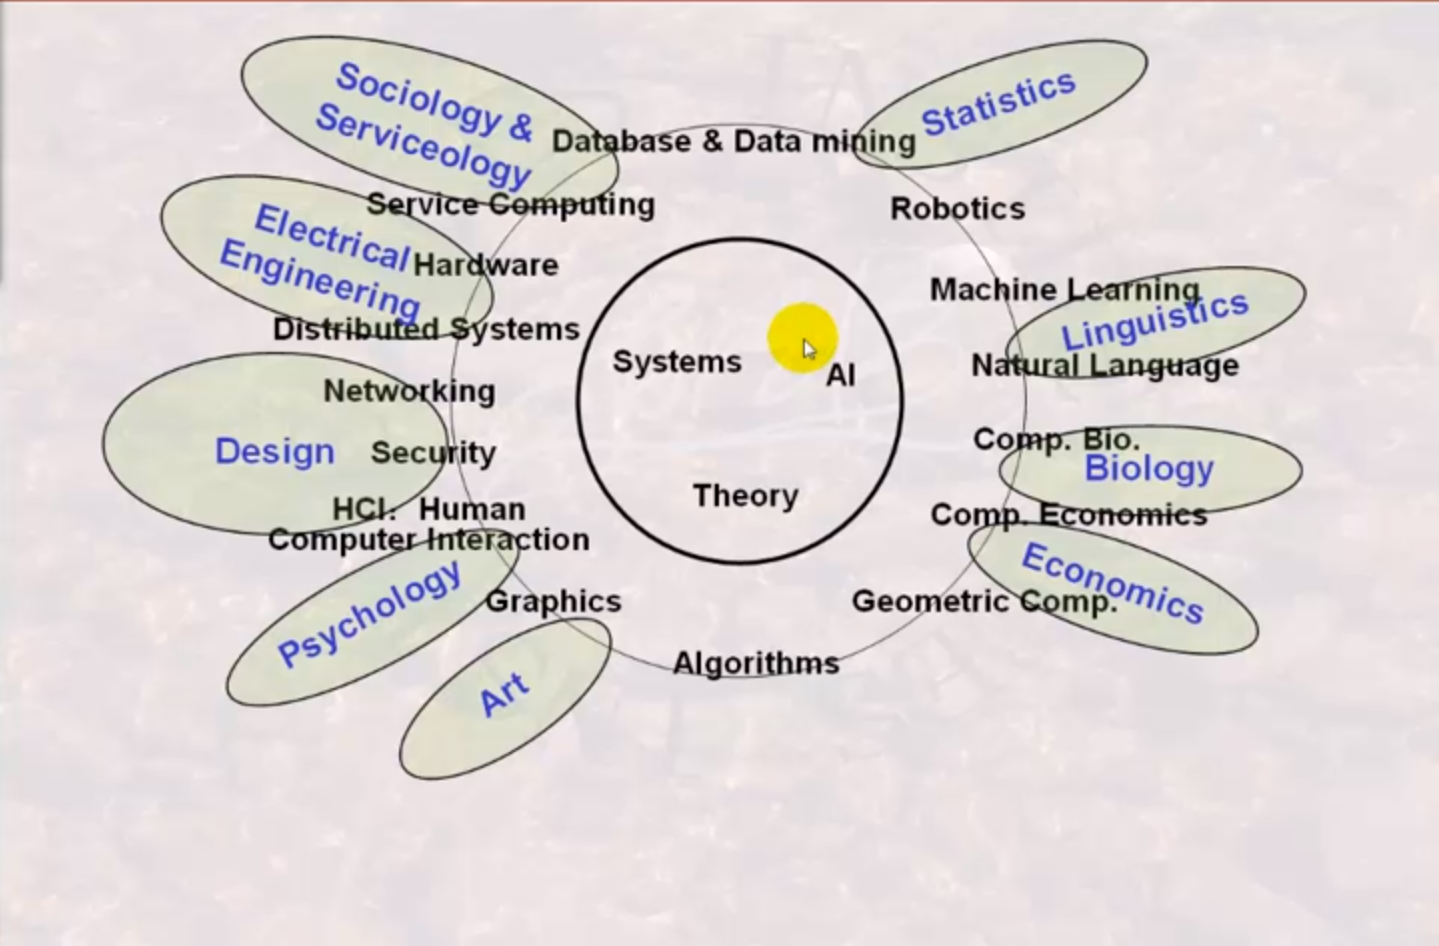 Sociology &
Serviceology
Statistics
Database & Data mining
Service Computing
Robotics
Electrical
Engineering
Hardware
Machine Learning
Linguistics
Distributed Systems
Systems
AI
Natural Language
Networking
Design
Security
Comp. Bio.
Biology
Theory
HCI: Human
Computer Interaction
Comp. Economics
Economics
Psychology
Graphics
Geometric Comp.
Algorithms
Art